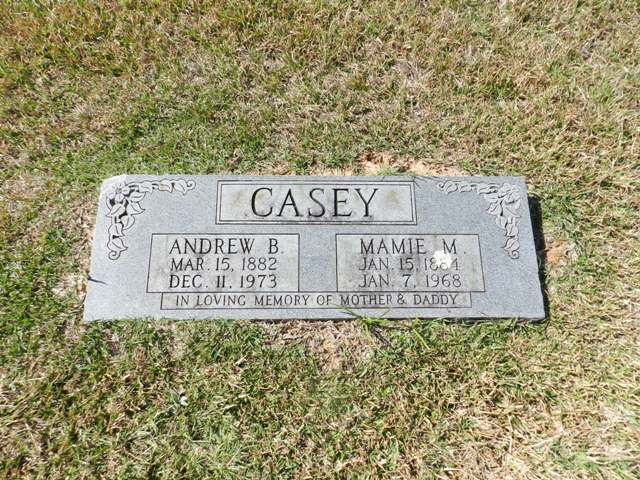 CASEY
ANDREW B.
MAR. 15, 1882
DEC. 11, 1973
MAMIE M.
JAN. 15, 1884
JAN. 7, 1968
IN LOVING MEMORY OF MOTHER & DADDY